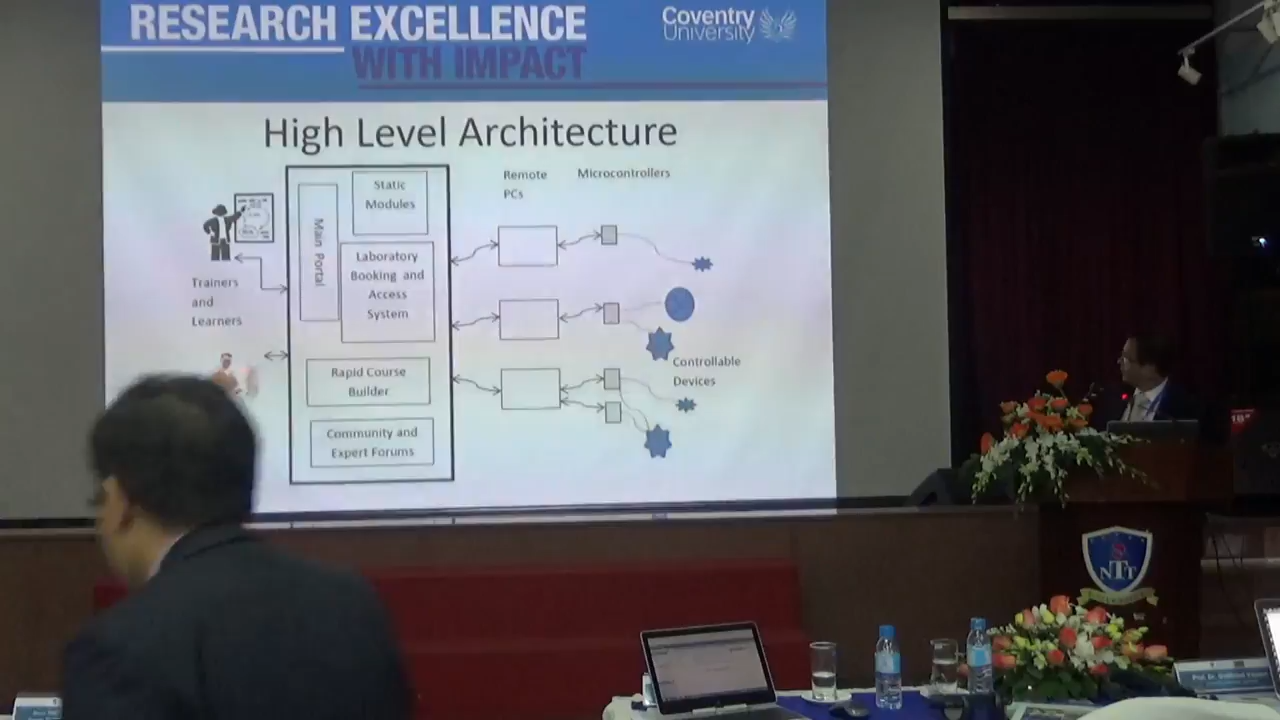 RESEARCH EXCELLENCE
WITH IMPACT
Coventry
University
High Level Architecture
Static
Modules
Main Portal
Laboratory
Booking and
Access
System
Rapid Course
Builder
Community and
Expert Forums
Trainers
and
Learners
Remote
PCs
Microcontrollers
Controllable
Devices
NTT